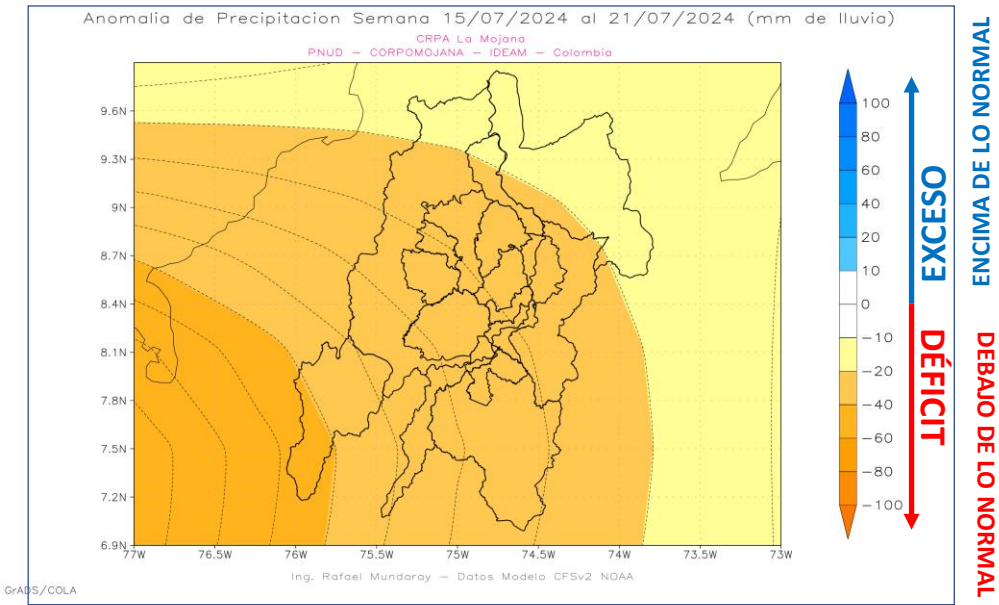 Anomalia de Precipitacion Semana 15/07/2024 al 21/07/2024 (mm de lluvia)
CRPA La Mojana
PNUD – CORPOMOJANA – IDEAM – Colombia
9.6N
9.3N
9N
8.7N
8.4N
8.1N
7.8N
7.5N
7.2N
6.9N
77W
76.5W
76W
75.5W
75W
74.5W
74W
73.5W
73W
100
80
60
40
20
10
0
−10
−20
−40
−60
−80
−100
EXCESO
DÉFICIT
ENCIMA DE LO NORMAL
DEBAJO DE LO NORMAL
Ing. Rafael Mundaray – Datos Modelo CFSv2 NOAA
GrADS/COLA